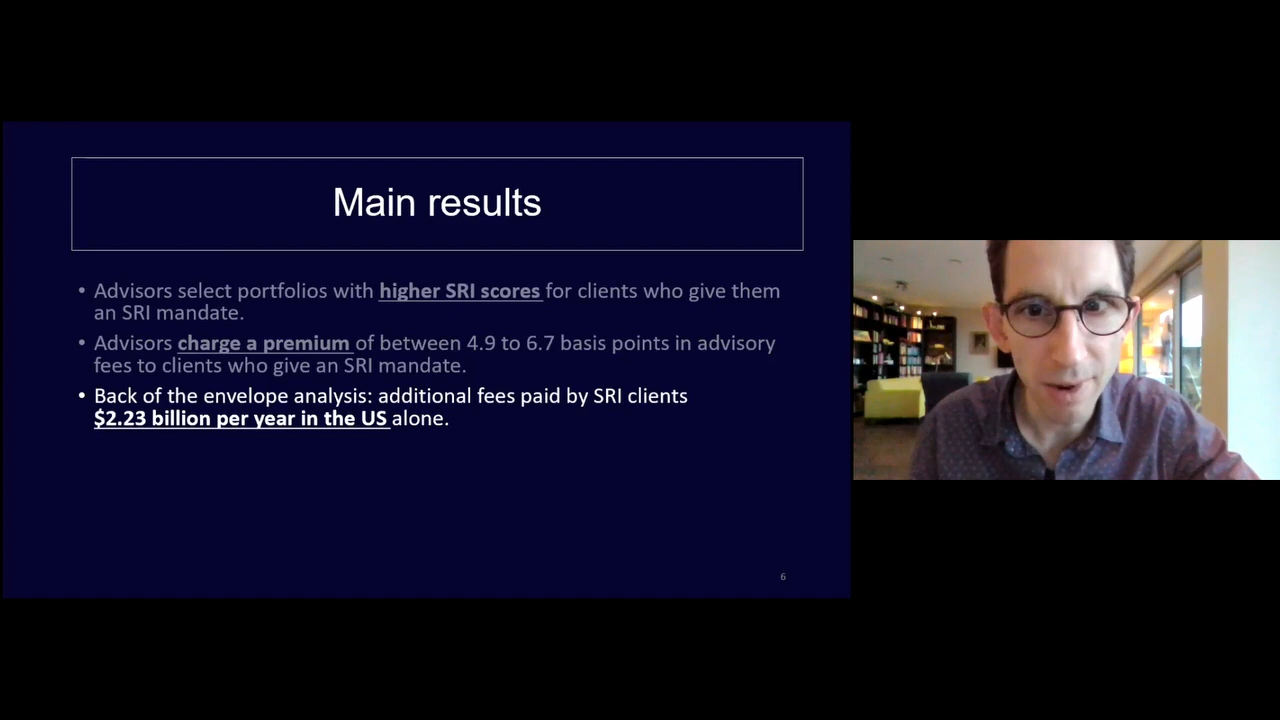 Main results
• Advisors select portfolios with higher SRI scores for clients who give them
an SRI mandate.
• Advisors charge a premium of between 4.9 to 6.7 basis points in advisory
fees to clients who give an SRI mandate.
• Back of the envelope analysis: additional fees paid by SRI clients
$2.23 billion per year in the US alone.
6